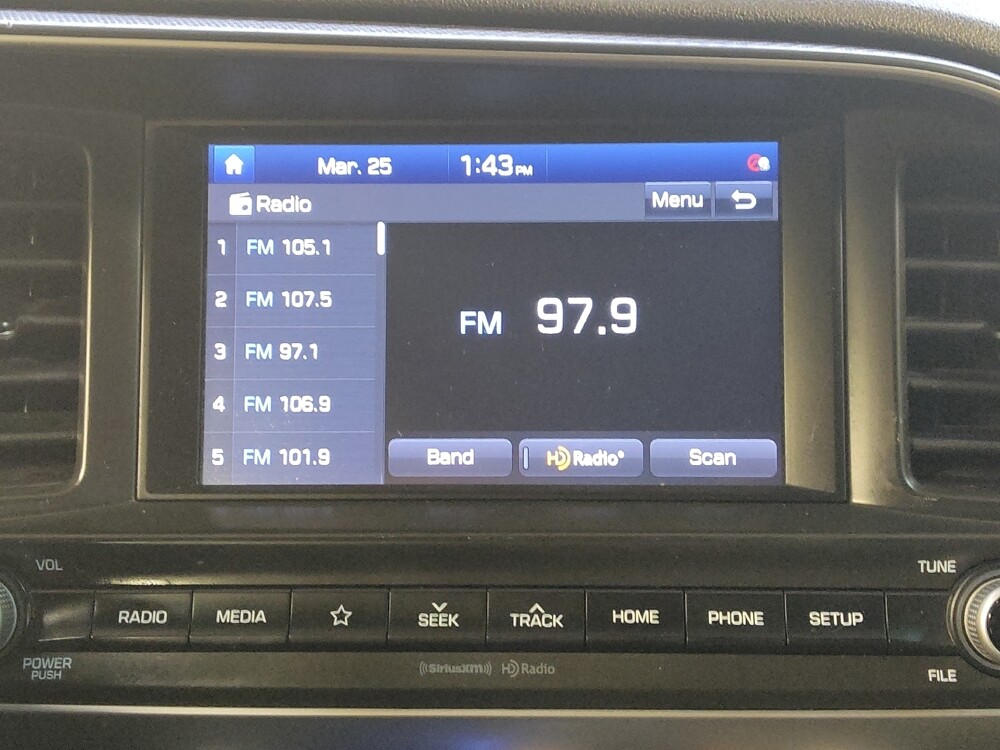 Mar. 25 1:43 PM
Radio Menu
1 FM 105.1
2 FM 107.5
3 FM 97.1
4 FM 106.9
5 FM 101.9
FM 97.9
Band HD Radio® Scan
VOL TUNE
RADIO MEDIA SEEK TRACK HOME PHONE SETUP
POWER
PUSH
((SiriusXM)) HD Radio
FILE